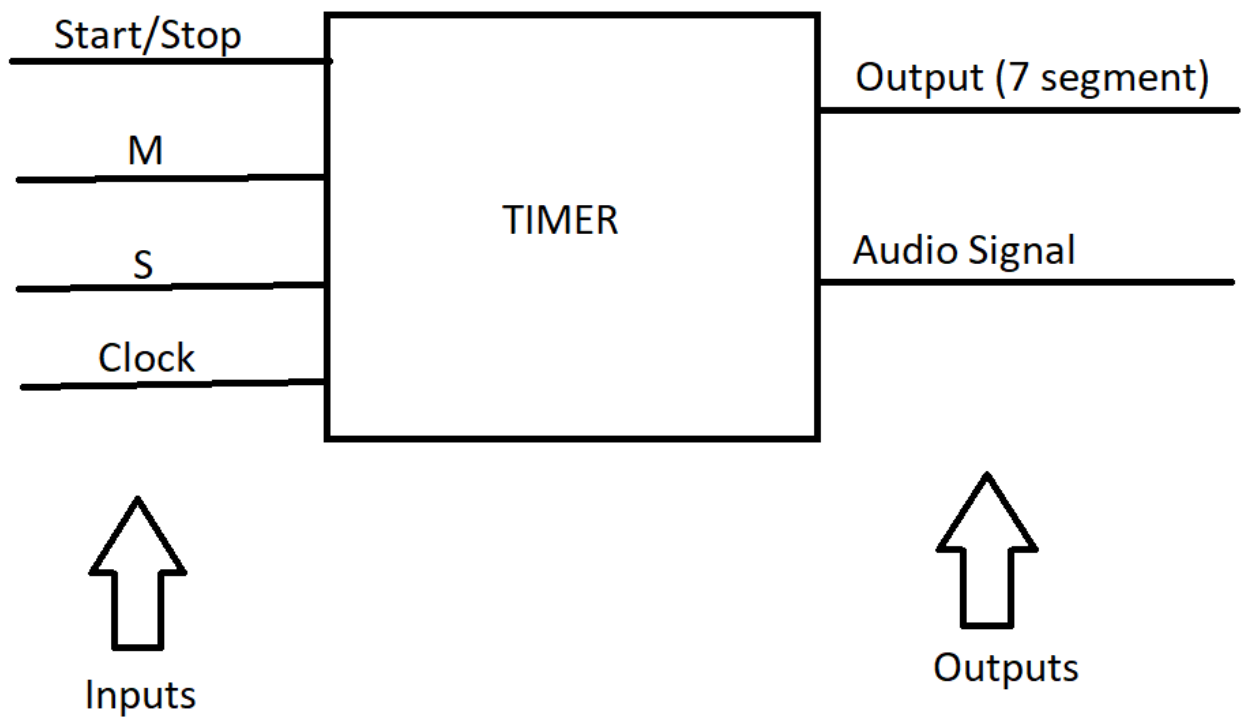 Start/Stop
M
S
Clock
TIMER
Output (7 segment)
Audio Signal
Inputs
Outputs